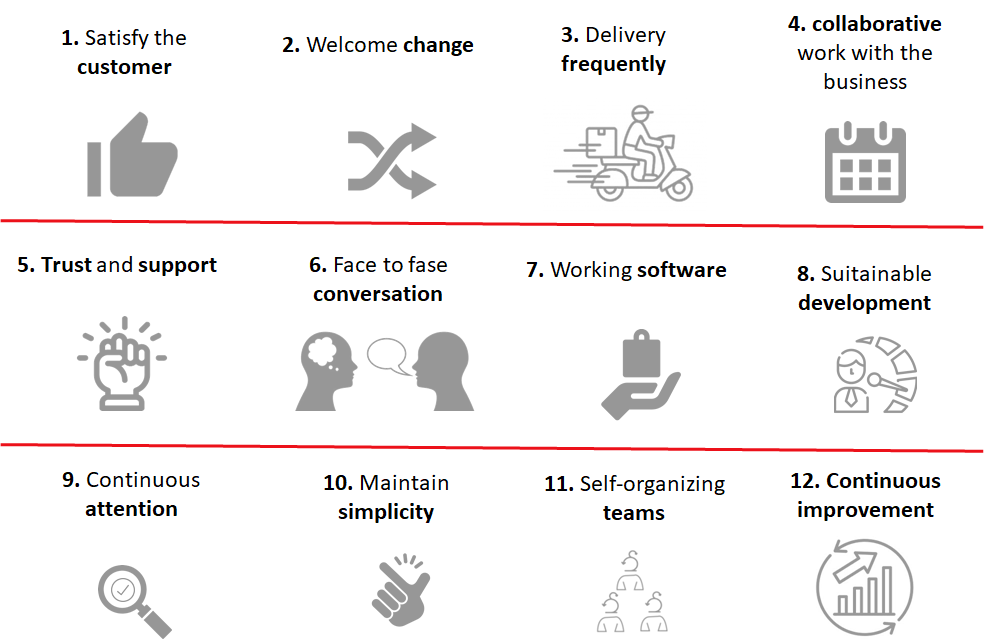 1. Satisfy the
customer
2. Welcome change
3. Delivery
frequently
4. collaborative
work with the
business
5. Trust and support
6. Face to fase
conversation
7. Working software
8. Suitainable
development
9. Continuous
attention
10. Maintain
simplicity
11. Self-organizing
teams
12. Continuous
improvement